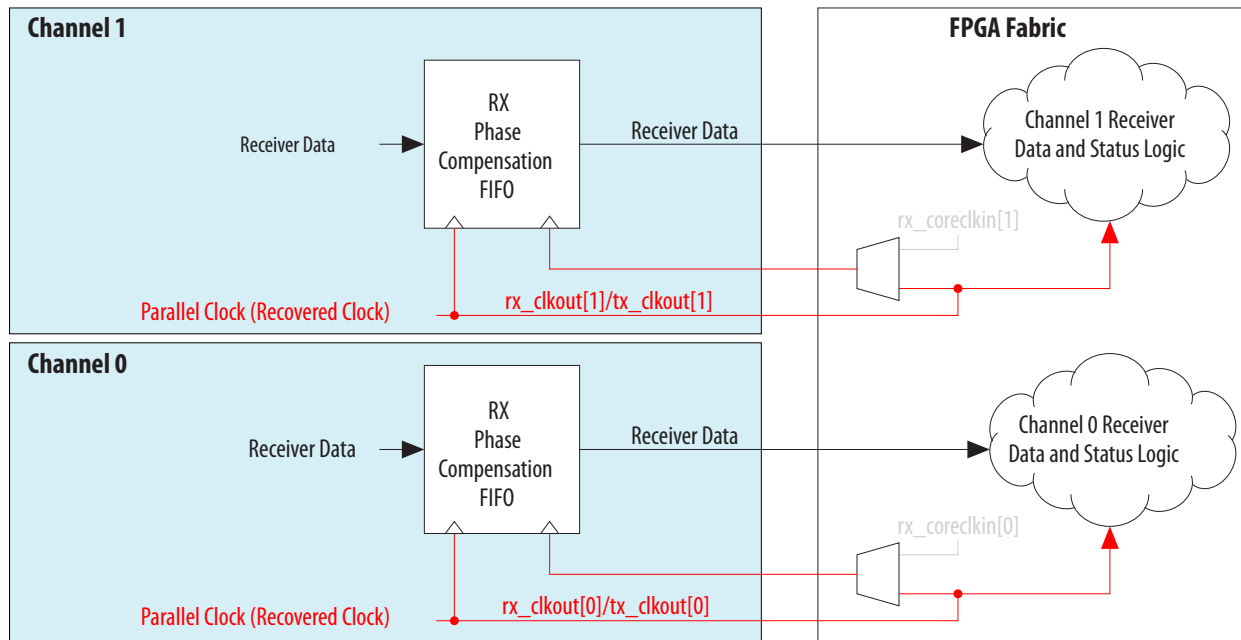 Channel 1
FPGA Fabric
RX
Phase
Compensation
FIFO
Receiver Data
Receiver Data
Channel 1 Receiver
Data and Status Logic
rx_coreclkin[1]
rx_clkout[1]/tx_clkout[1]
Parallel Clock (Recovered Clock)
Channel 0
RX
Phase
Compensation
FIFO
Receiver Data
Receiver Data
Channel 0 Receiver
Data and Status Logic
rx_coreclkin[0]
rx_clkout[0]/tx_clkout[0]
Parallel Clock (Recovered Clock)